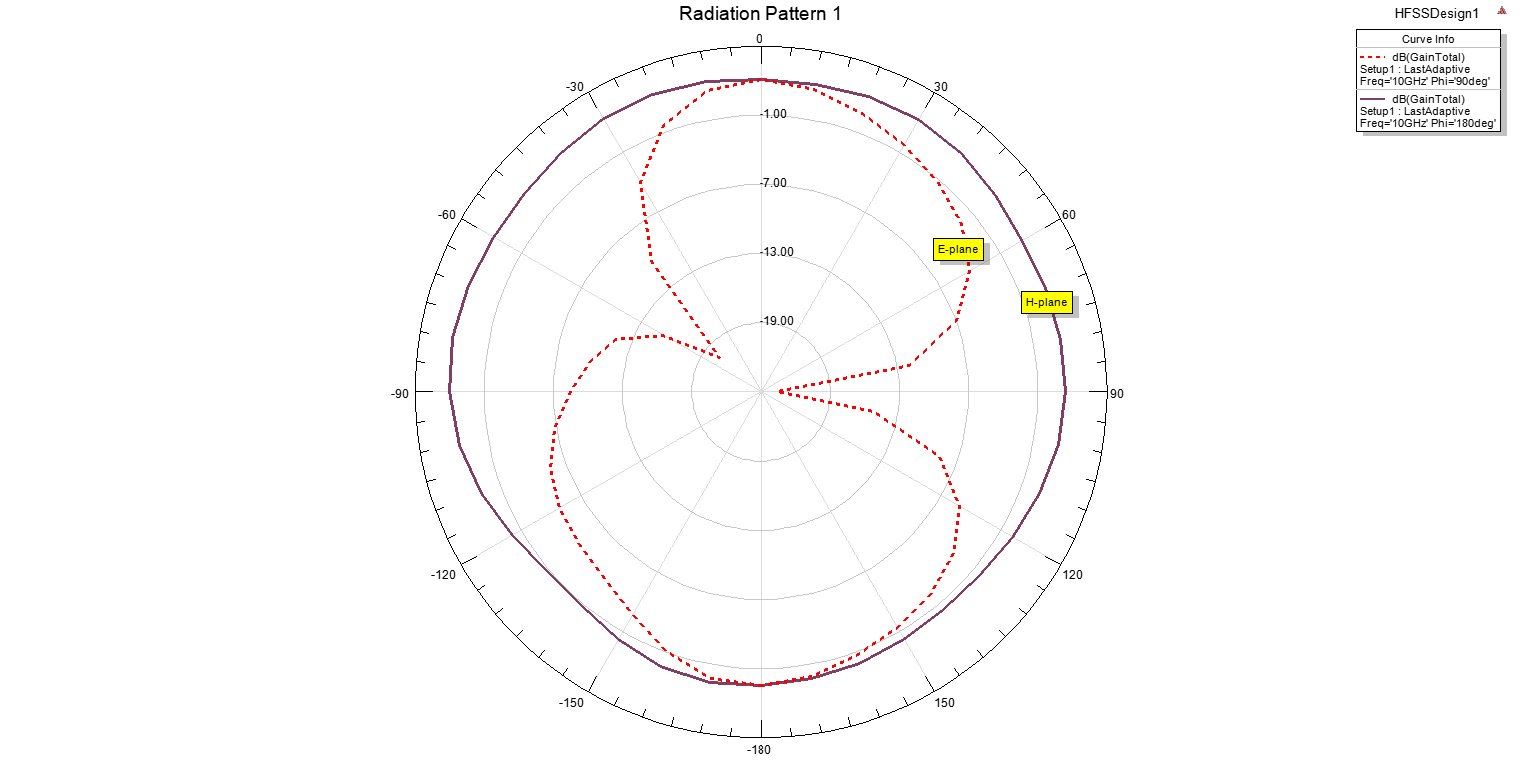 Radiation Pattern 1
HFSSDesign1
Curve Info
dB(GainTotal)
Setup1 : LastAdaptive
Freq='10GHz' Phi='90deg'
dB(GainTotal)
Setup1 : LastAdaptive
Freq='10GHz' Phi='180deg'
0
-30
30
-1.00
-7.00
-60
60
E-plane
-13.00
H-plane
-19.00
-90
90
-120
120
-150
150
-180